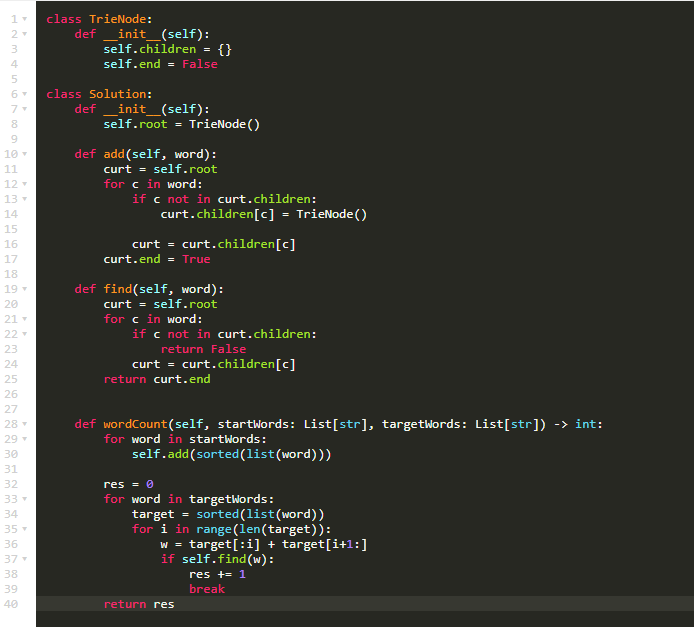 1 class TrieNode:
2     def __init__(self):
3         self.children = {}
4         self.end = False
5
6 class Solution:
7     def __init__(self):
8         self.root = TrieNode()
9
10     def add(self, word):
11         curt = self.root
12         for c in word:
13             if c not in curt.children:
14                 curt.children[c] = TrieNode()
15
16             curt = curt.children[c]
17         curt.end = True
18
19     def find(self, word):
20         curt = self.root
21         for c in word:
22             if c not in curt.children:
23                 return False
24             curt = curt.children[c]
25         return curt.end
26
27
28     def wordCount(self, startWords: List[str], targetWords: List[str]) -> int:
29         for word in startWords:
30             self.add(sorted(list(word)))
31
32         res = 0
33         for word in targetWords:
34             target = sorted(list(word))
35             for i in range(len(target)):
36                 w = target[:i] + target[i+1:]
37                 if self.find(w):
38                     res += 1
39                     break
40         return res